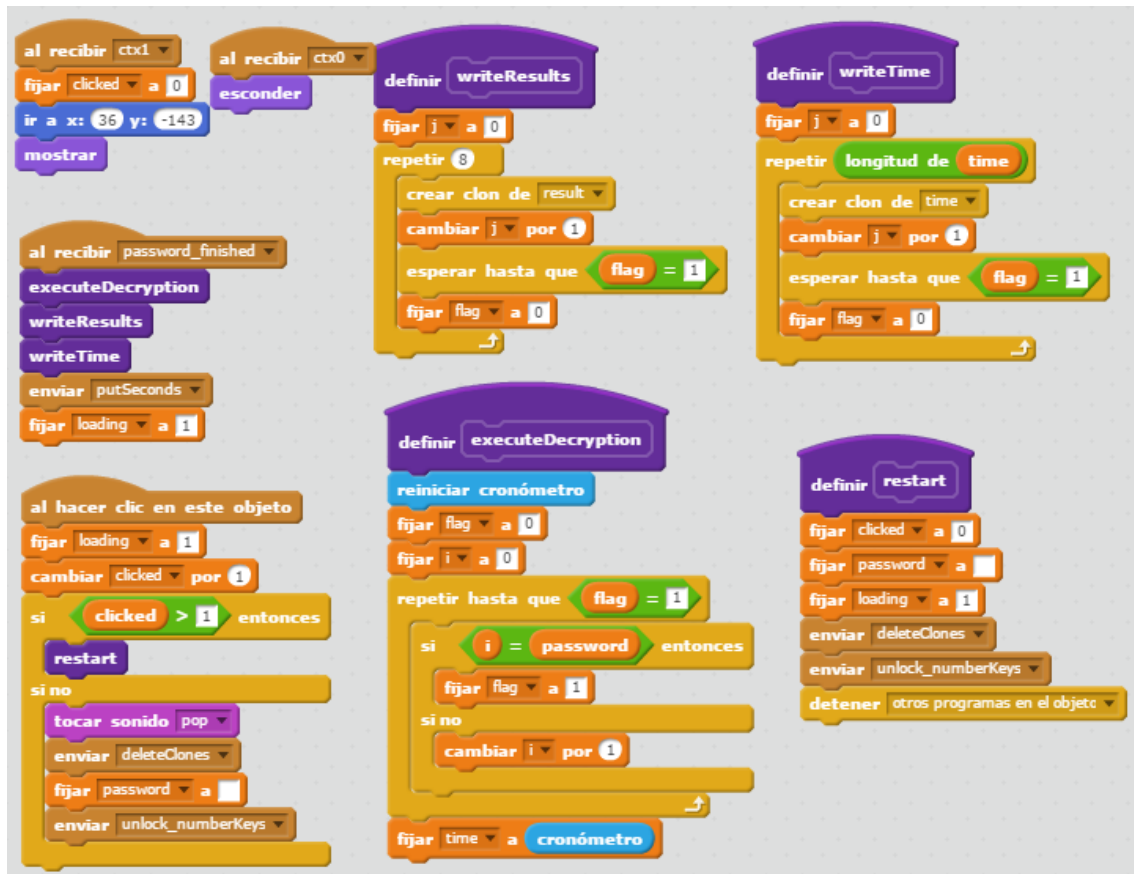 al recibir ctx1
fijar clicked a 0
ir a x: 36 y: -143
mostrar
al recibir ctx0
esconder
definir writeResults
fijar j a 0
repetir 8
crear clon de result
cambiar j por 1
esperar hasta que flag = 1
fijar flag a 0
definir writeTime
fijar j a 0
repetir longitud de time
crear clon de time
cambiar j por 1
esperar hasta que flag = 1
fijar flag a 0
al recibir password_finished
executeDecryption
writeResults
writeTime
enviar putSeconds
fijar loading a 1
al hacer clic en este objeto
fijar loading a 1
cambiar clicked por 1
si clicked > 1 entonces
restart
si no
tocar sonido pop
enviar deleteClones
fijar password a
enviar unlock_numberKeys
definir executeDecryption
reiniciar cronómetro
fijar flag a 0
fijar i a 0
repetir hasta que flag = 1
si i = password entonces
fijar flag a 1
si no
cambiar i por 1
fijar time a cronómetro
definir restart
fijar clicked a 0
fijar password a
fijar loading a 1
enviar deleteClones
enviar unlock_numberKeys
detener otros programas en el objeto